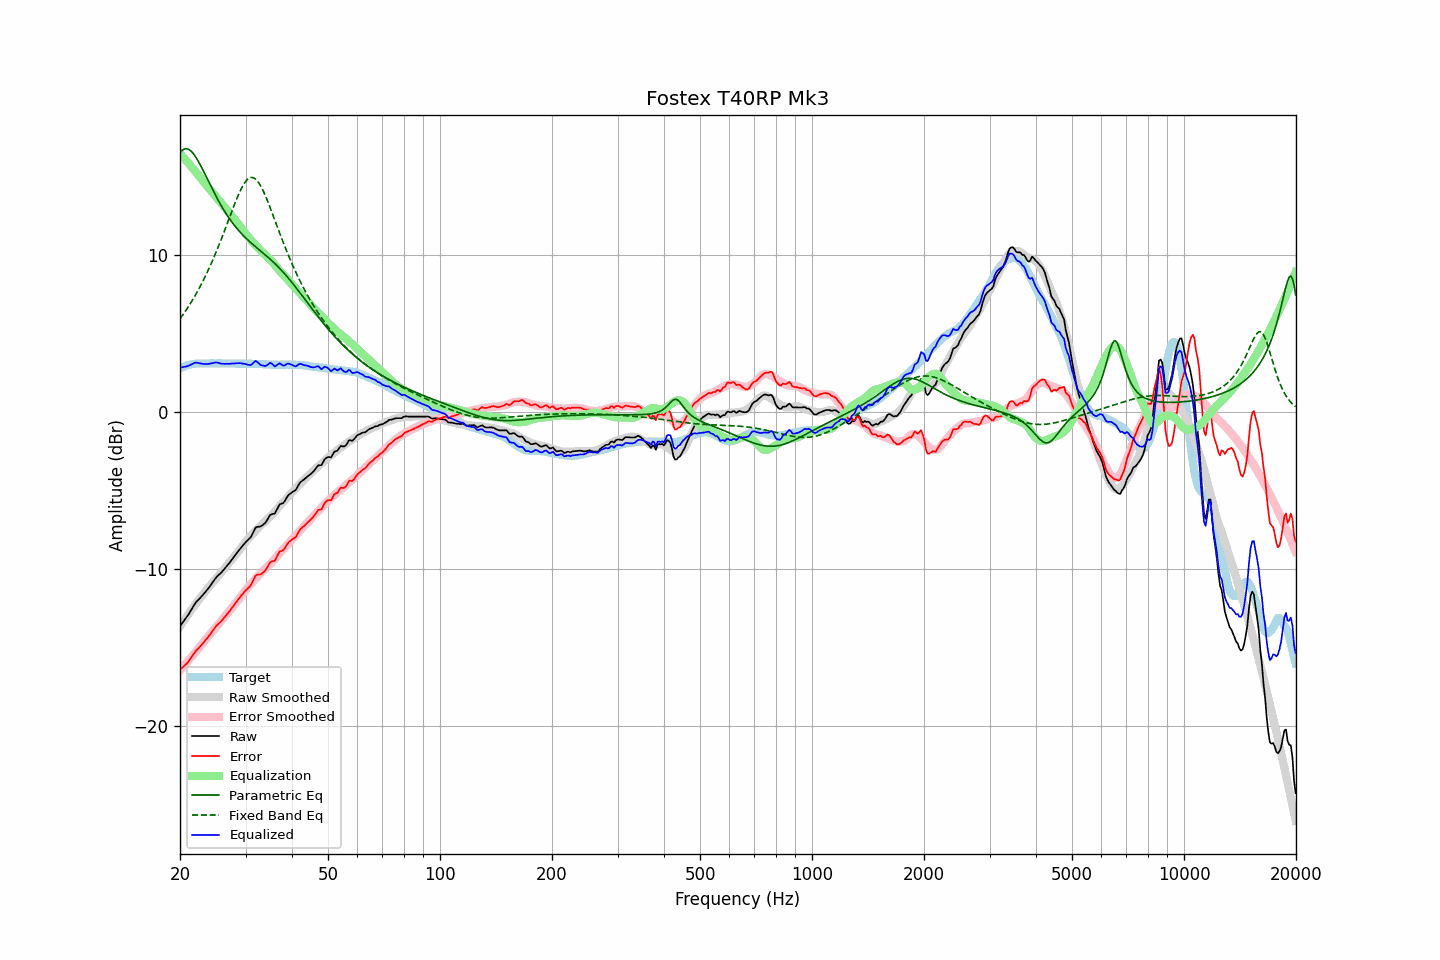 Fostex T40RP Mk3
10
0
−10
−20
Amplitude (dBr)
Target
Raw Smoothed
Error Smoothed
Raw
Error
Equalization
Parametric Eq
Fixed Band Eq
Equalized
20 50 100 200 500 1000 2000 5000 10000 20000
Frequency (Hz)